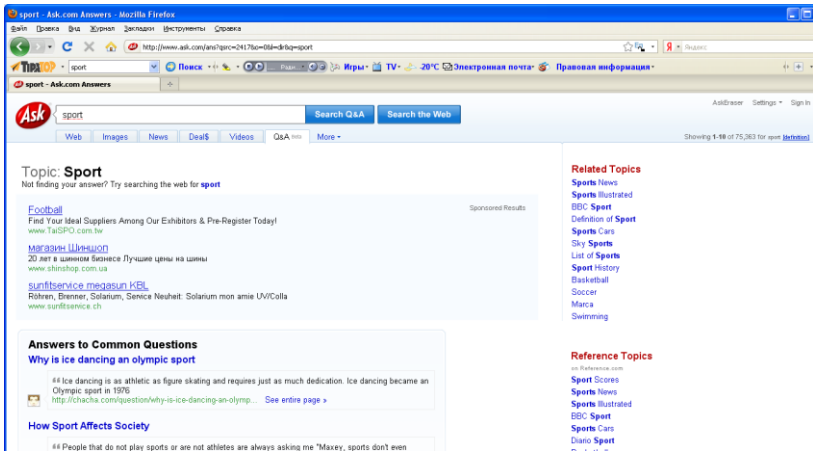 sport - Ask.com Answers - Mozilla Firefox
Файл Правка Вид Журнал Закладки Инструменты Справка
http://www.ask.com/ans?qsrc=2417&o=0&l=dir&q=sport
Яндекс
sport Поиск Игры TV -20°C Электронная почта Правовая информация
sport - Ask.com Answers
AskEraser Settings Sign In
Ask sport Search Q&A Search the Web
Web Images News Deal$ Videos Q&A More
Showing 1-10 of 75,363 for sport [definition]
Topic: Sport
Not finding your answer? Try searching the web for sport
Football
Sponsored Results
Find Your Ideal Suppliers Among Our Exhibitors & Pre-Register Today!
www.TaiSPO.com.tw
магазин Шиншоп
20 лет в шинном бизнесе Лучшие цены на шины
www.shinshop.com.ua
sunfitservice megasun KBL
Röhren, Brenner, Solarium, Service Neuheit: Solarium mon amie UV/Colla
www.sunfitservice.ch
Answers to Common Questions
Why is ice dancing an olympic sport
“ Ice dancing is as athletic as figure skating and requires just as much dedication. Ice dancing became an
Olympic sport in 1976
http://chacha.com/question/why-is-ice-dancing-an-olymp... See entire page »
How Sport Affects Society
“ People that do not play sports or are not athletes are always asking me "Maxey, sports don't even
Related Topics
Sports News
Sports Illustrated
BBC Sport
Definition of Sport
Sports Cars
Sky Sports
List of Sports
Sport History
Basketball
Soccer
Marca
Swimming
Reference Topics
on Reference.com
Sport Scores
Sports News
Sports Illustrated
BBC Sport
Sports Cars
Diario Sport